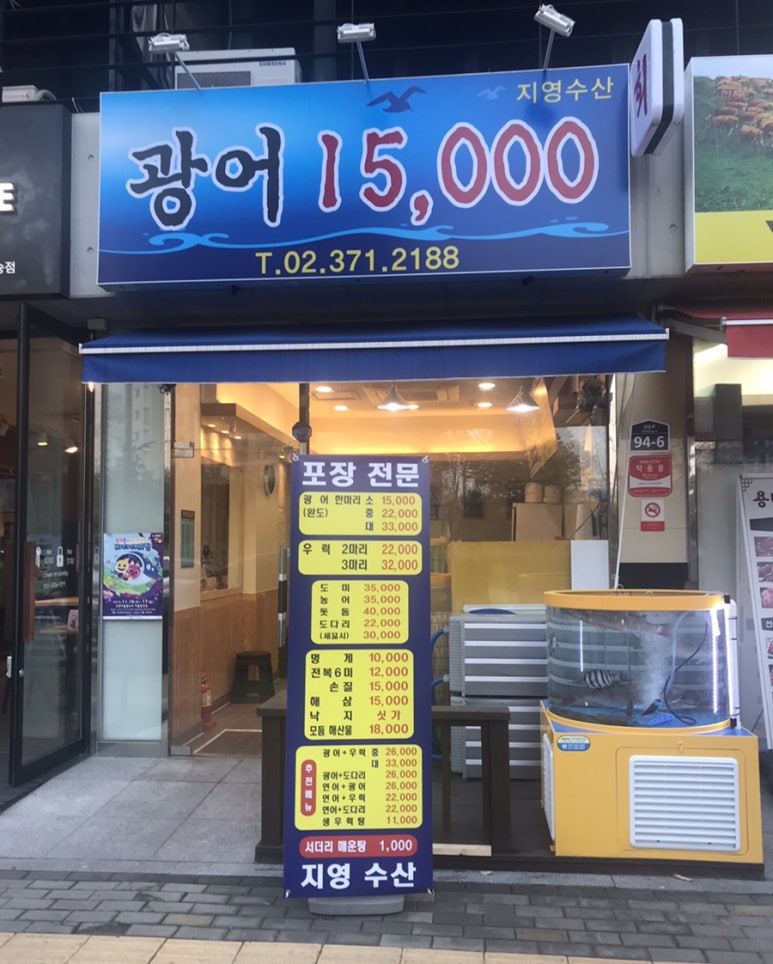 SAMSUNG
지영수산
회
광어 15,000
T.02.371.2188
E
승점
포장 전문
광 어 한마리 소 15,000
(완도) 중 22,000
대 33,000
우 럭 2마리 22,000
3마리 32,000
도 미 35,000
농 어 35,000
돗 돔 40,000
도다리 22,000
(세꼬시) 30,000
멍 게 10,000
전복6미 12,000
손질 15,000
해 삼 15,000
낙 지 싯가
모듬 해산물 18,000
추천메뉴
광어+우럭 중 26,000
대 33,000
광어+도다리 26,000
연어+광어 26,000
연어+우럭 22,000
연어+도다리 22,000
생우럭탕 11,000
서더리 매운탕 1,000
지영 수산
94-6
작동중
용